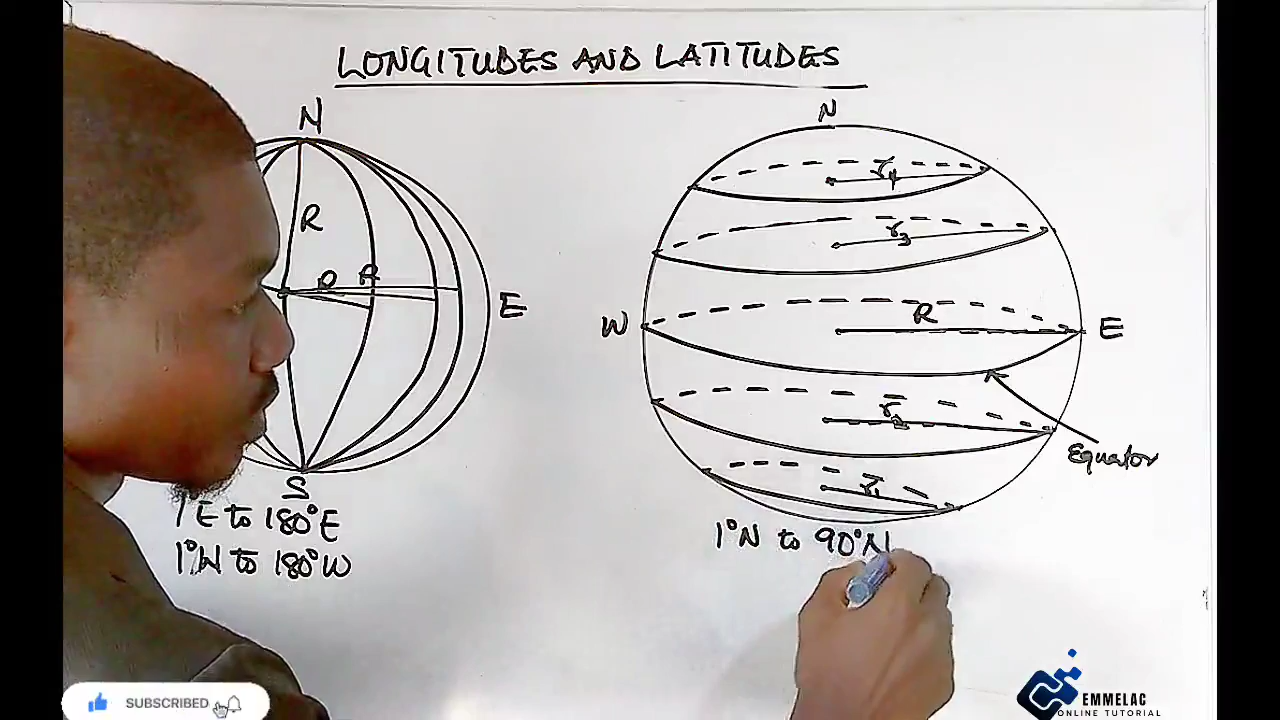 LONGITUDES AND LATITUDES
N
R
R
R
E
S
1°E to 180°E
1°W to 180°W
N
r4
r3
W
R
E
r2
Equator
r1
1°N to 90°N
SUBSCRIBED
EMMELAC
ONLINE TUTORIAL